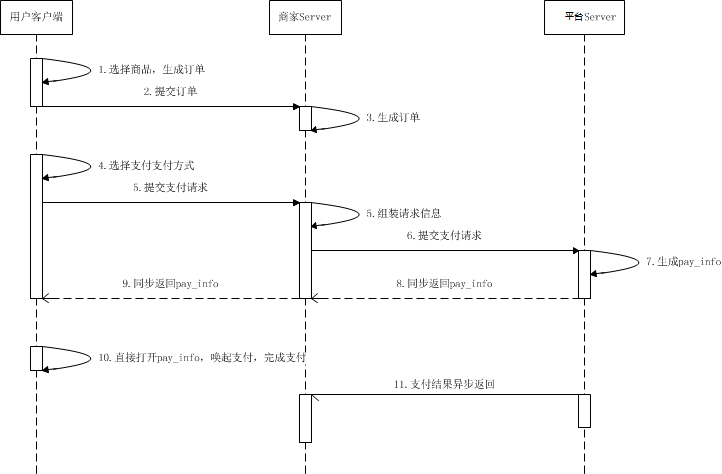 用户客户端
商家Server
平台Server
1.选择商品，生成订单
2.提交订单
3.生成订单
4.选择支付支付方式
5.提交支付请求
5.组装请求信息
6.提交支付请求
7.生成pay_info
9.同步返回pay_info
8.同步返回pay_info
10.直接打开pay_info，唤起支付，完成支付
11.支付结果异步返回